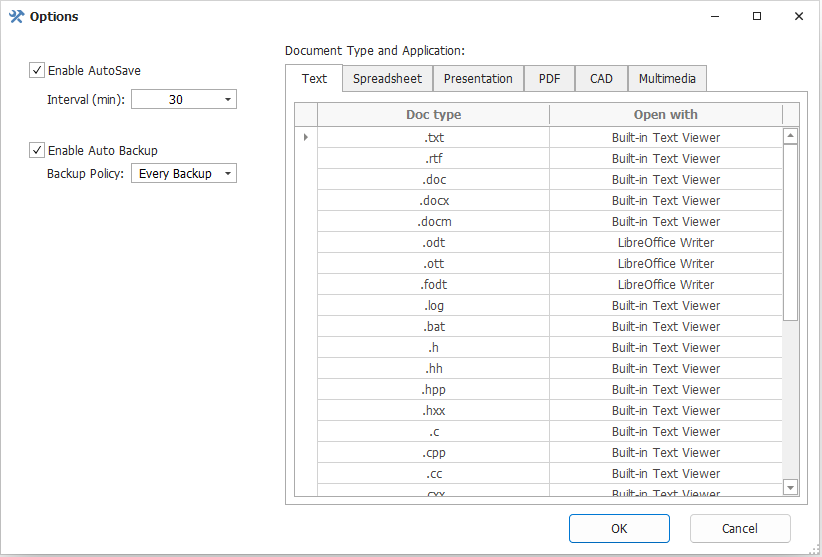 Options
Enable AutoSave
Interval (min): 30
Enable Auto Backup
Backup Policy: Every Backup
Document Type and Application:
Text Spreadsheet Presentation PDF CAD Multimedia
Doc type Open with
.txt Built-in Text Viewer
.rtf Built-in Text Viewer
.doc Built-in Text Viewer
.docx Built-in Text Viewer
.docm Built-in Text Viewer
.odt LibreOffice Writer
.ott LibreOffice Writer
.fodt LibreOffice Writer
.log Built-in Text Viewer
.bat Built-in Text Viewer
.h Built-in Text Viewer
.hh Built-in Text Viewer
.hpp Built-in Text Viewer
.hxx Built-in Text Viewer
.c Built-in Text Viewer
.cpp Built-in Text Viewer
.cc Built-in Text Viewer
.cxx Built-in Text Viewer
OK Cancel